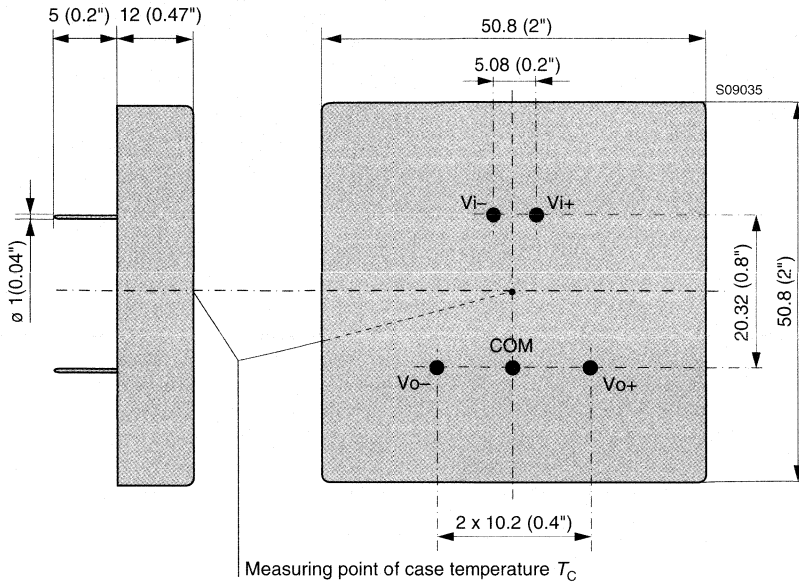 5 (0.2") 12 (0.47")
50.8 (2")
5.08 (0.2")
S09035
Vi– Vi+
ø 1(0.04")
20.32 (0.8")
50.8 (2")
COM
Vo– Vo+
2 x 10.2 (0.4")
Measuring point of case temperature TC